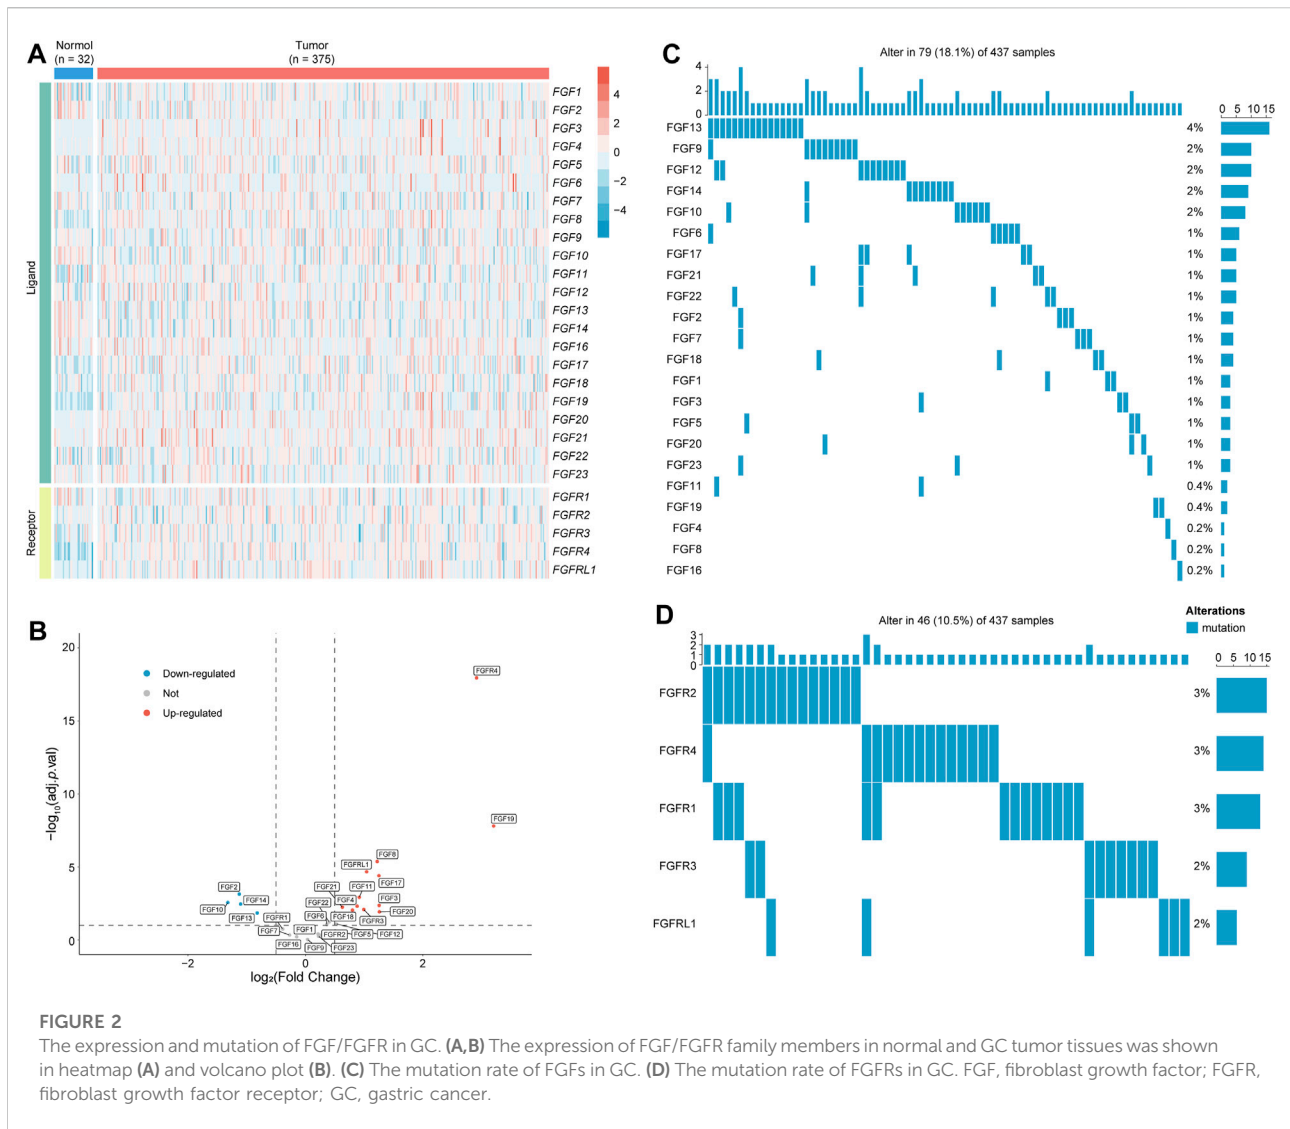 A
Normol
(n = 32)
Tumor
(n = 375)
Ligand
Receptor
FGF1
FGF2
FGF3
FGF4
FGF5
FGF6
FGF7
FGF8
FGF9
FGF10
FGF11
FGF12
FGF13
FGF14
FGF16
FGF17
FGF18
FGF19
FGF20
FGF21
FGF22
FGF23
FGFR1
FGFR2
FGFR3
FGFR4
FGFRL1
4
2
0
−2
−4
B
20
15
10
5
0
−log₁₀(adj.p.val)
Down-regulated
Not
Up-regulated
FGFR4
FGF19
FGF8
FGFRL1
FGF17
FGF21
FGF11
FGF2
FGF14
FGF4
FGF3
FGF10
FGF22
FGF20
FGF13
FGFR1
FGF6
FGF18
FGFR3
FGF7
FGF1
FGFR2
FGF5
FGF12
FGF16
FGF9
FGF23
−2
0
2
log₂(Fold Change)
C
Alter in 79 (18.1%) of 437 samples
4
2
0
0 5 10 15
FGF13 4%
FGF9 2%
FGF12 2%
FGF14 2%
FGF10 2%
FGF6 1%
FGF17 1%
FGF21 1%
FGF22 1%
FGF2 1%
FGF7 1%
FGF18 1%
FGF1 1%
FGF3 1%
FGF5 1%
FGF20 1%
FGF23 1%
FGF11 0.4%
FGF19 0.4%
FGF4 0.2%
FGF8 0.2%
FGF16 0.2%
D
Alter in 46 (10.5%) of 437 samples
Alterations
mutation
3
2
1
0
0 5 10 15
FGFR2 3%
FGFR4 3%
FGFR1 3%
FGFR3 2%
FGFRL1 2%
FIGURE 2
The expression and mutation of FGF/FGFR in GC. (A,B) The expression of FGF/FGFR family members in normal and GC tumor tissues was shown
in heatmap (A) and volcano plot (B). (C) The mutation rate of FGFs in GC. (D) The mutation rate of FGFRs in GC. FGF, fibroblast growth factor; FGFR,
fibroblast growth factor receptor; GC, gastric cancer.